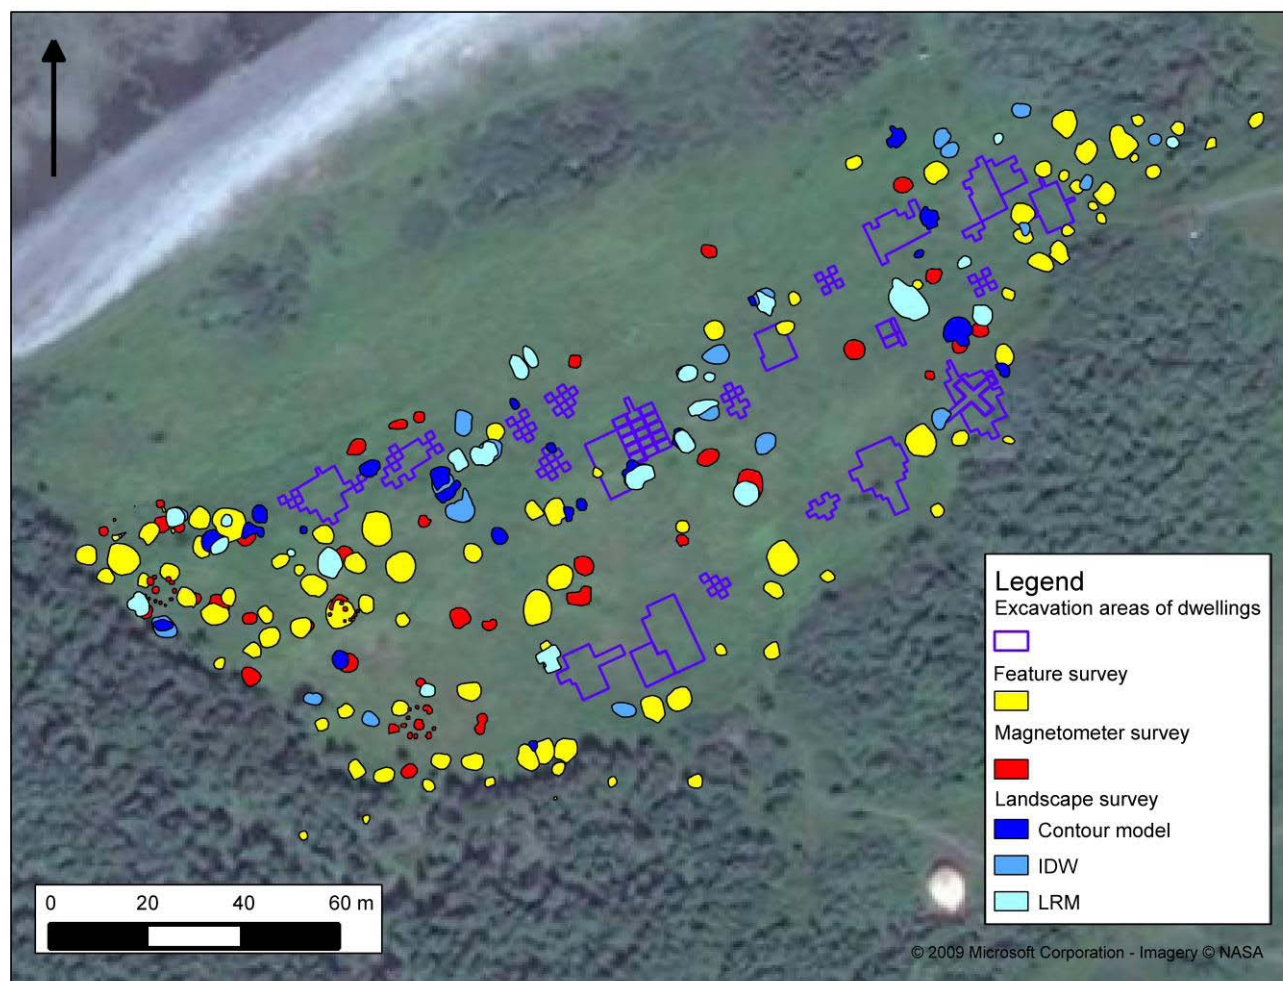 Legend
Excavation areas of dwellings
Feature survey
Magnetometer survey
Landscape survey
Contour model
IDW
LRM
0 20 40 60 m
© 2009 Microsoft Corporation - Imagery © NASA